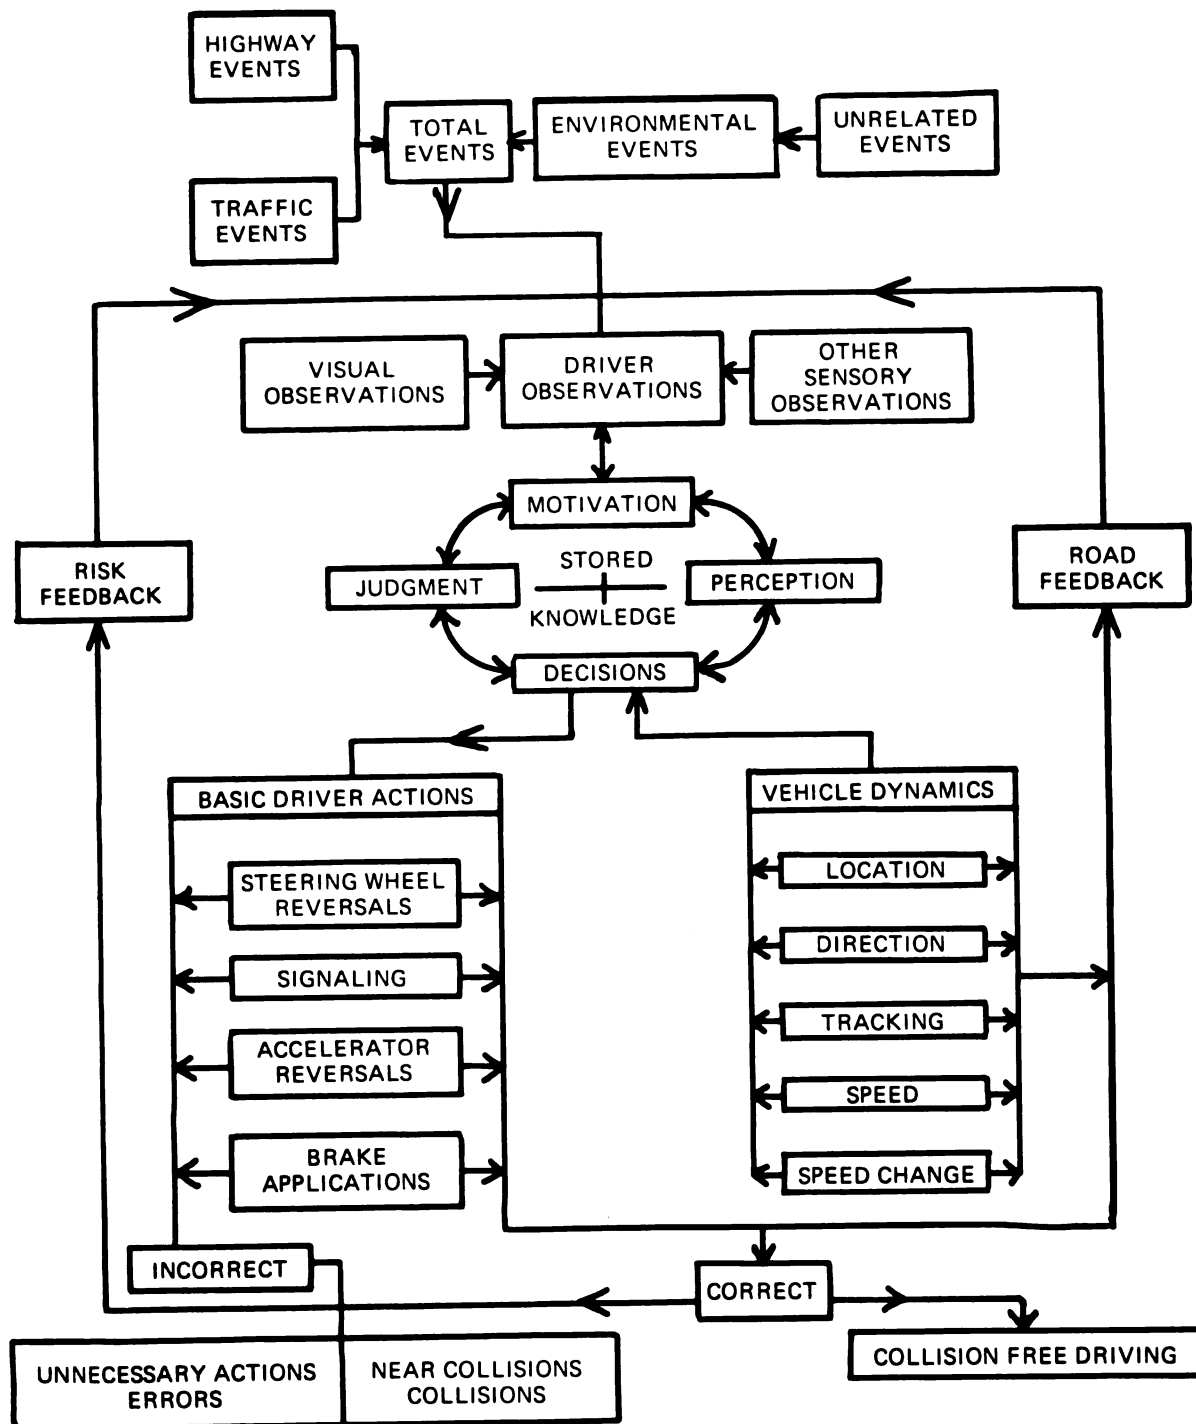 HIGHWAY
EVENTS
TOTAL
EVENTS
ENVIRONMENTAL
EVENTS
UNRELATED
EVENTS
TRAFFIC
EVENTS
VISUAL
OBSERVATIONS
DRIVER
OBSERVATIONS
OTHER
SENSORY
OBSERVATIONS
MOTIVATION
RISK
FEEDBACK
JUDGMENT
STORED
KNOWLEDGE
PERCEPTION
ROAD
FEEDBACK
DECISIONS
BASIC DRIVER ACTIONS
VEHICLE DYNAMICS
STEERING WHEEL
REVERSALS
SIGNALING
ACCELERATOR
REVERSALS
BRAKE
APPLICATIONS
LOCATION
DIRECTION
TRACKING
SPEED
SPEED CHANGE
INCORRECT
CORRECT
UNNECESSARY ACTIONS
ERRORS
NEAR COLLISIONS
COLLISIONS
COLLISION FREE DRIVING